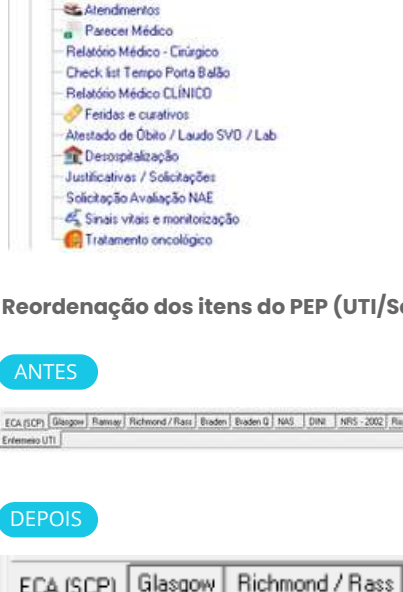 Atendimentos
Parecer Médico
Relatório Médico - Cirúrgico
Check list Tempo Porta Balão
Relatório Médico CLÍNICO
Feridas e curativos
Atestado de Óbito / Laudo SVO / Lab
Desospitalização
Justificativas / Solicitações
Solicitação Avaliação NAE
Sinais vitais e monitorização
Tratamento oncológico
Reordenação dos itens do PEP (UTI/Se
ANTES
ECA (SCP) Glasgow Ramsay Richmond / Rass Braden Braden Q NAS DINI NRS - 2002
Enfermeiro UTI
DEPOIS
ECA (SCP) Glasgow Richmond / Rass